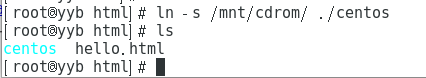 [root@yyb html]# ln -s /mnt/cdrom/ ./centos
[root@yyb html]# ls
centos  hello.html
[root@yyb html]#